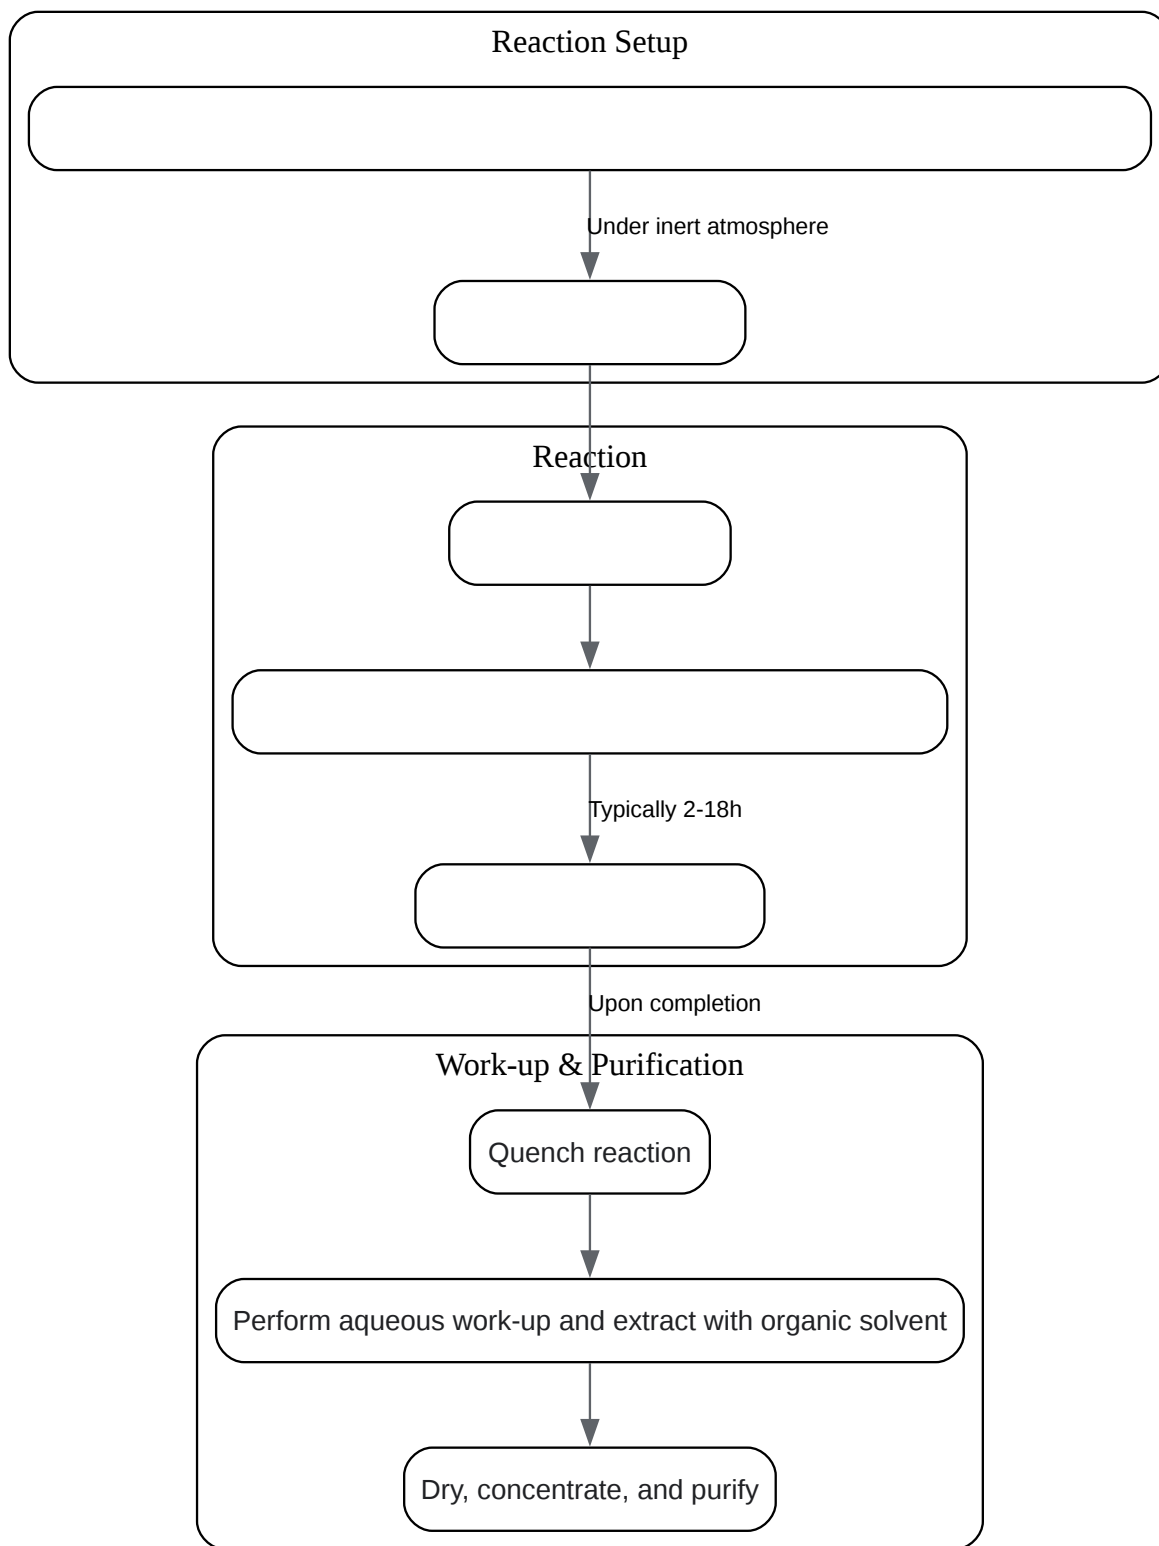 Reaction Setup
Under inert atmosphere
Reaction
Typically 2-18h
Upon completion
Work-up & Purification
Quench reaction
Perform aqueous work-up and extract with organic solvent
Dry, concentrate, and purify